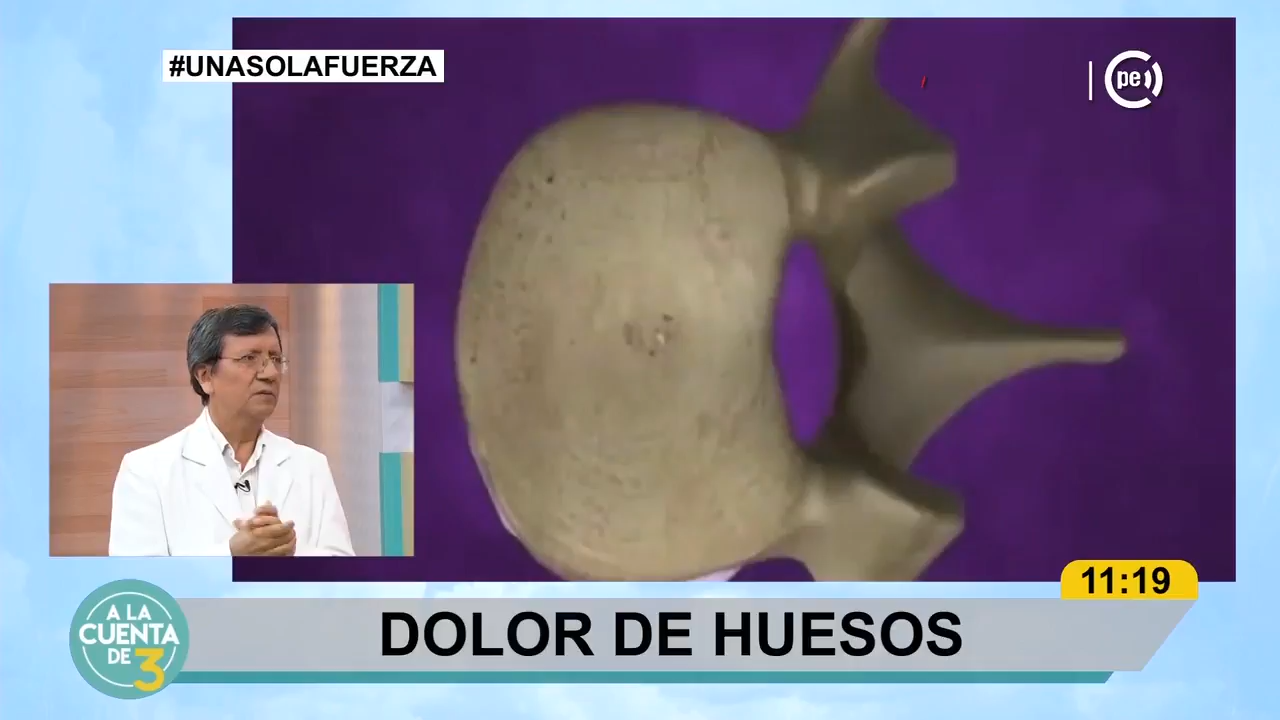 #UNASOLAFUERZA
pe
11:19
DOLOR DE HUESOS
A LA
CUENTA
DE 3